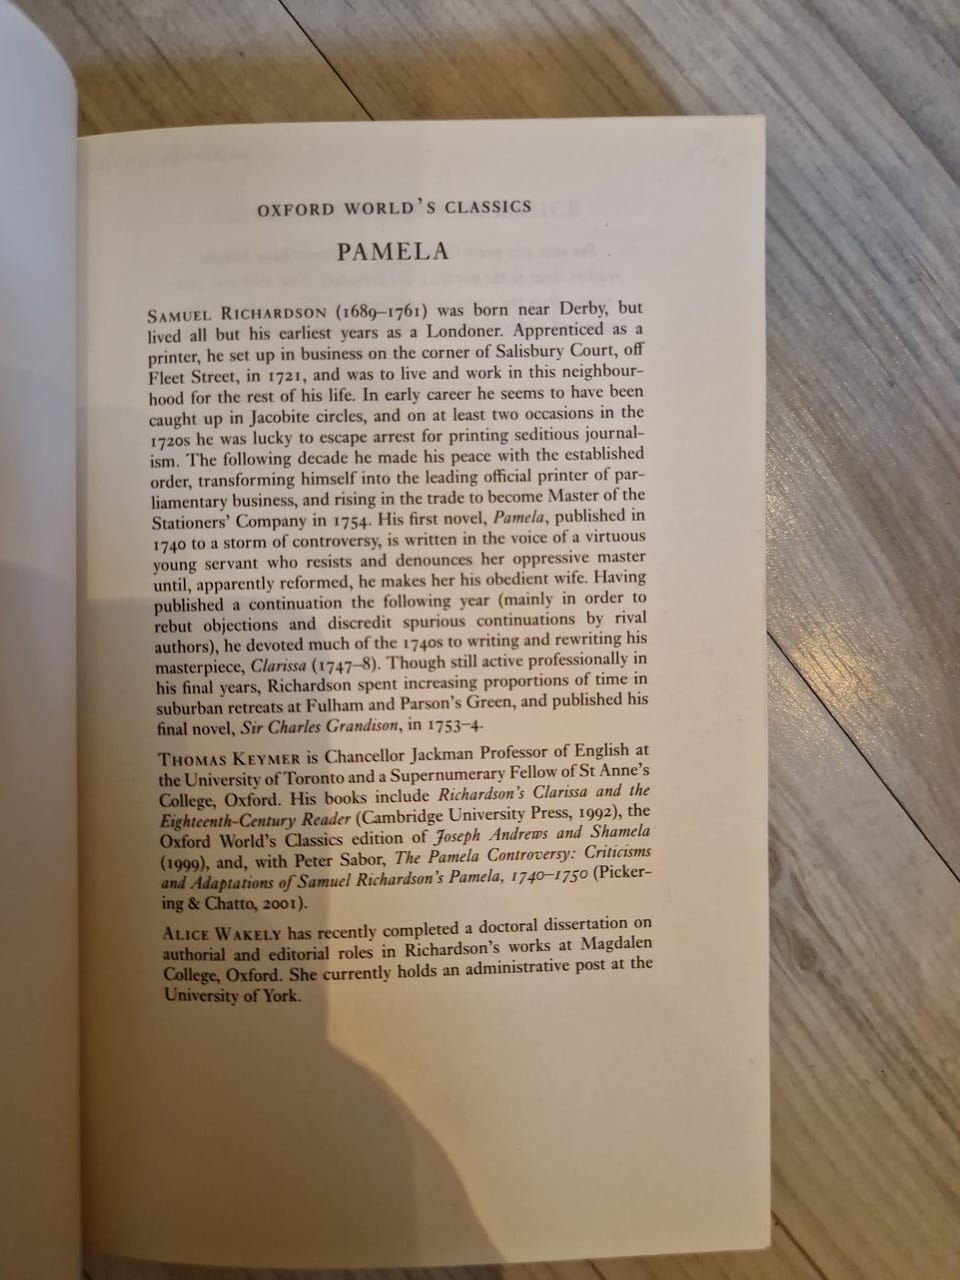 OXFORD WORLD'S CLASSICS
PAMELA
SAMUEL RICHARDSON (1689–1761) was born near Derby, but
lived all but his earliest years as a Londoner. Apprenticed as a
printer, he set up in business on the corner of Salisbury Court, off
Fleet Street, in 1721, and was to live and work in this neighbour-
hood for the rest of his life. In early career he seems to have been
caught up in Jacobite circles, and on at least two occasions in the
1720s he was lucky to escape arrest for printing seditious journal-
ism. The following decade he made his peace with the established
order, transforming himself into the leading official printer of par-
liamentary business, and rising in the trade to become Master of the
Stationers' Company in 1754. His first novel, Pamela, published in
1740 to a storm of controversy, is written in the voice of a virtuous
young servant who resists and denounces her oppressive master
until, apparently reformed, he makes her his obedient wife. Having
published a continuation the following year (mainly in order to
rebut objections and discredit spurious continuations by rival
authors), he devoted much of the 1740s to writing and rewriting his
masterpiece, Clarissa (1747–8). Though still active professionally in
his final years, Richardson spent increasing proportions of time in
suburban retreats at Fulham and Parson's Green, and published his
final novel, Sir Charles Grandison, in 1753–4.
THOMAS KEYMER is Chancellor Jackman Professor of English at
the University of Toronto and a Supernumerary Fellow of St Anne's
College, Oxford. His books include Richardson's Clarissa and the
Eighteenth-Century Reader (Cambridge University Press, 1992), the
Oxford World's Classics edition of Joseph Andrews and Shamela
(1999), and, with Peter Sabor, The Pamela Controversy: Criticisms
and Adaptations of Samuel Richardson's Pamela, 1740–1750 (Picker-
ing & Chatto, 2001).
ALICE WAKELY has recently completed a doctoral dissertation on
authorial and editorial roles in Richardson's works at Magdalen
College, Oxford. She currently holds an administrative post at the
University of York.